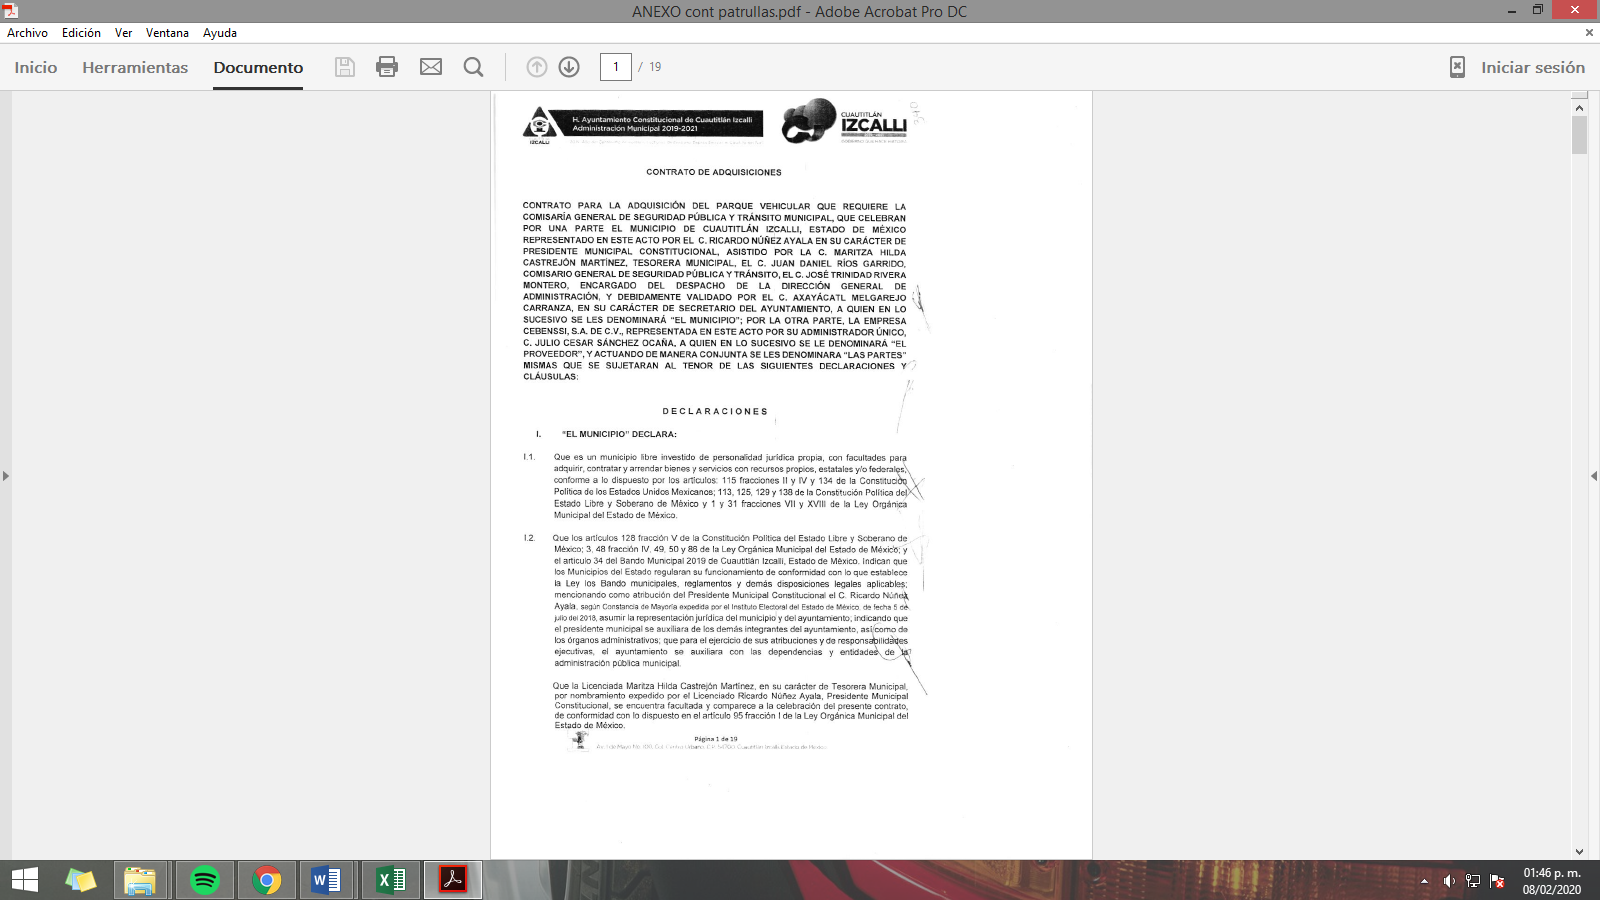 ANEXO cont patrullas.pdf - Adobe Acrobat Pro DC
Archivo Edición Ver Ventana Ayuda
Inicio Herramientas Documento 1 / 19 Iniciar sesión
H. Ayuntamiento Constitucional de Cuautitlán Izcalli
Administración Municipal 2019-2021
IZCALLI
CUAUTITLÁN
IZCALLI
CONTRATO DE ADQUISICIONES
CONTRATO PARA LA ADQUISICIÓN DEL PARQUE VEHICULAR QUE REQUIERE LA
COMISARÍA GENERAL DE SEGURIDAD PÚBLICA Y TRÁNSITO MUNICIPAL, QUE CELEBRAN
POR UNA PARTE EL MUNICIPIO DE CUAUTITLÁN IZCALLI, ESTADO DE MÉXICO
REPRESENTADO EN ESTE ACTO POR EL C. RICARDO NÚÑEZ AYALA EN SU CARÁCTER DE
PRESIDENTE MUNICIPAL CONSTITUCIONAL, ASISTIDO POR LA C. MARITZA HILDA
CASTREJÓN MARTÍNEZ, TESORERA MUNICIPAL, EL C. JUAN DANIEL RÍOS GARRIDO,
COMISARIO GENERAL DE SEGURIDAD PÚBLICA Y TRÁNSITO, EL C. JOSÉ TRINIDAD RIVERA
MONTERO, ENCARGADO DEL DESPACHO DE LA DIRECCIÓN GENERAL DE
ADMINISTRACIÓN, Y DEBIDAMENTE VALIDADO POR EL C. AXAYÁCATL MELGAREJO
CARRANZA, EN SU CARÁCTER DE SECRETARIO DEL AYUNTAMIENTO, A QUIEN EN LO
SUCESIVO SE LES DENOMINARÁ “EL MUNICIPIO”; POR LA OTRA PARTE, LA EMPRESA
CEBENSSI, S.A. DE C.V., REPRESENTADA EN ESTE ACTO POR SU ADMINISTRADOR ÚNICO,
C. JULIO CESAR SÁNCHEZ OCAÑA, A QUIEN EN LO SUCESIVO SE LE DENOMINARÁ “EL
PROVEEDOR”, Y ACTUANDO DE MANERA CONJUNTA SE LES DENOMINARA “LAS PARTES”
MISMAS QUE SE SUJETARAN AL TENOR DE LAS SIGUIENTES DECLARACIONES Y
CLÁUSULAS:
DECLARACIONES
I. “EL MUNICIPIO” DECLARA:
I.1. Que es un municipio libre investido de personalidad jurídica propia, con facultades para
adquirir, contratar y arrendar bienes y servicios con recursos propios, estatales y/o federales,
conforme a lo dispuesto por los artículos: 115 fracciones II y IV y 134 de la Constitución
Política de los Estados Unidos Mexicanos; 113, 125, 129 y 138 de la Constitución Política del
Estado Libre y Soberano de México y 1 y 31 fracciones VII y XVIII de la Ley Orgánica
Municipal del Estado de México.
I.2. Que los artículos 128 fracción V de la Constitución Política del Estado Libre y Soberano de
México; 3, 48 fracción IV, 49, 50 y 86 de la Ley Orgánica Municipal del Estado de México; y
el artículo 34 del Bando Municipal 2019 de Cuautitlán Izcalli, Estado de México. Indican que
los Municipios del Estado regularan su funcionamiento de conformidad con lo que establece
la Ley los Bando municipales, reglamentos y demás disposiciones legales aplicables;
mencionando como atribución del Presidente Municipal Constitucional el C. Ricardo Núñez
Ayala, según Constancia de Mayoría expedida por el Instituto Electoral del Estado de México, de fecha 5 de
julio del 2018, asumir la representación jurídica del municipio y del ayuntamiento; indicando que
el presidente municipal se auxiliara de los demás integrantes del ayuntamiento, así como de
los órganos administrativos; que para el ejercicio de sus atribuciones y de responsabilidades
ejecutivas, el ayuntamiento se auxiliara con las dependencias y entidades de la
administración pública municipal.
Que la Licenciada Maritza Hilda Castrejón Martínez, en su carácter de Tesorera Municipal,
por nombramiento expedido por el Licenciado Ricardo Núñez Ayala, Presidente Municipal
Constitucional, se encuentra facultada y comparece a la celebración del presente contrato,
de conformidad con lo dispuesto en el artículo 95 fracción I de la Ley Orgánica Municipal del
Estado de México.
Página 1 de 19
01:46 p. m.
08/02/2020